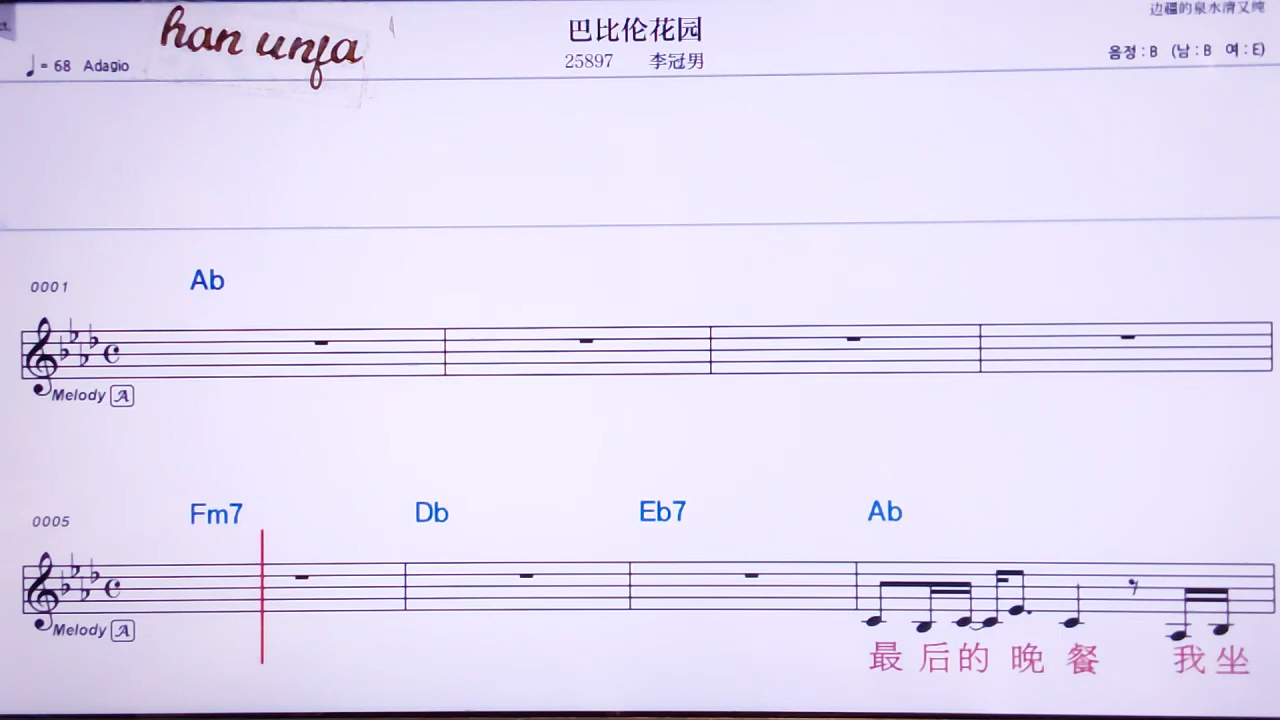 边疆的泉水清又纯
han unja
巴比伦花园
♩= 68 Adagio
25897 李冠男
음정 : B (남 : B 여 : E)
0001
Ab
Melody A
0005
Fm7 Db Eb7 Ab
Melody A
最后的晚餐 我坐